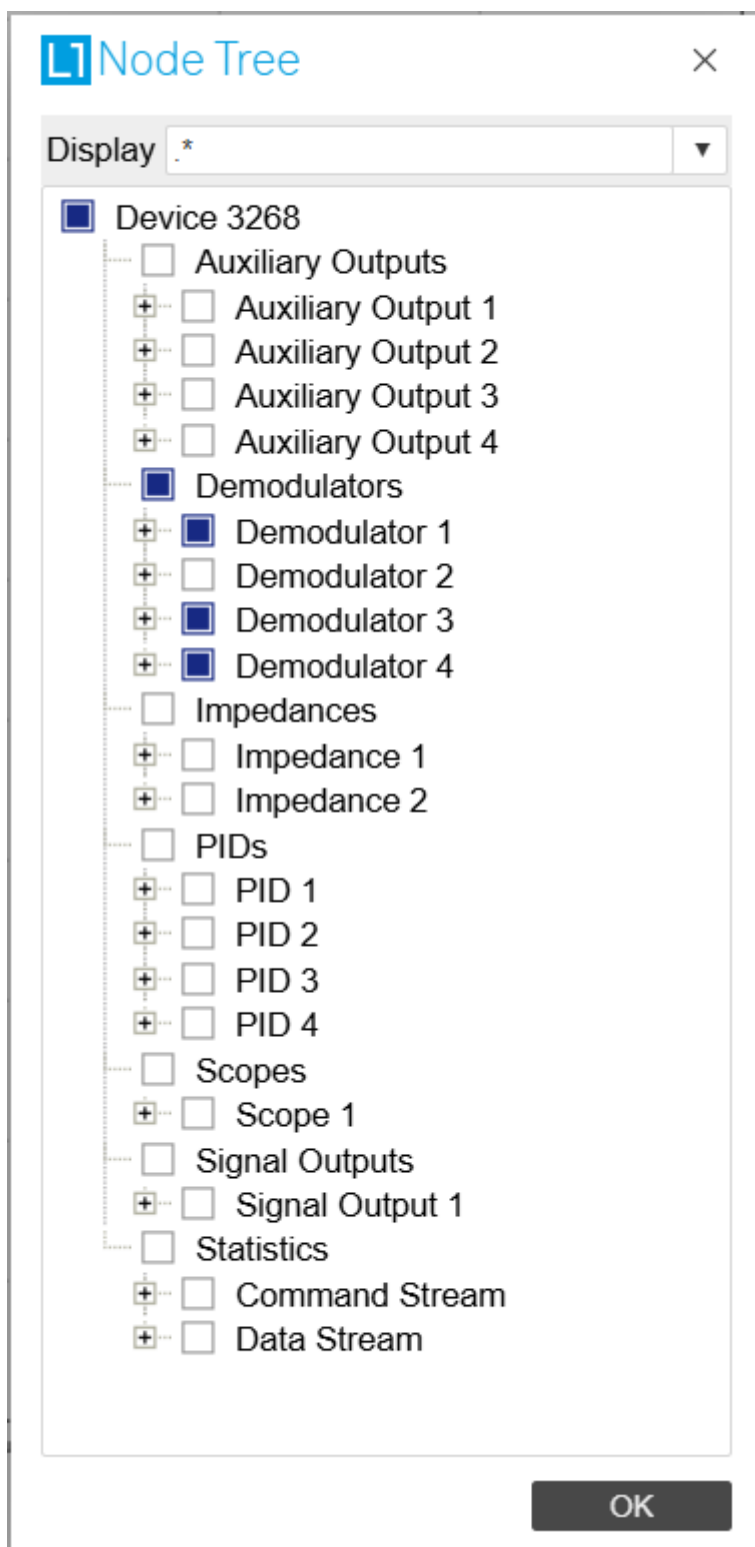 L1 Node Tree
Display .*
Device 3268
Auxiliary Outputs
Auxiliary Output 1
Auxiliary Output 2
Auxiliary Output 3
Auxiliary Output 4
Demodulators
Demodulator 1
Demodulator 2
Demodulator 3
Demodulator 4
Impedances
Impedance 1
Impedance 2
PIDs
PID 1
PID 2
PID 3
PID 4
Scopes
Scope 1
Signal Outputs
Signal Output 1
Statistics
Command Stream
Data Stream
OK